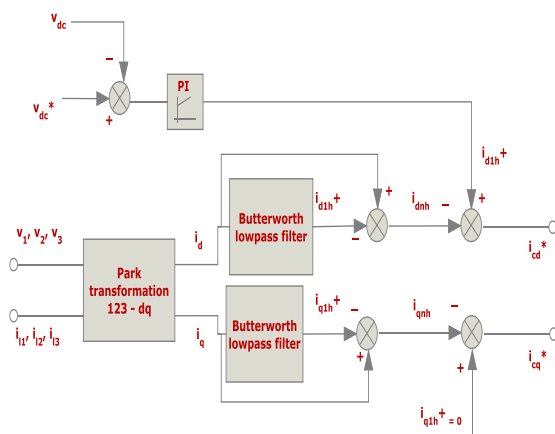 v_dc
−
PI
v_dc*
+
i_d1h+
i_d1h+
+
i_dnh
−
+
v_1, v_2, v_3
i_d
Butterworth
lowpass filter
−
i_cd*
Park
transformation
123 - dq
i_l1, i_l2, i_l3
i_q
Butterworth
lowpass filter
i_q1h+
−
i_qnh
−
+
+
i_cq*
i_q1h+ = 0